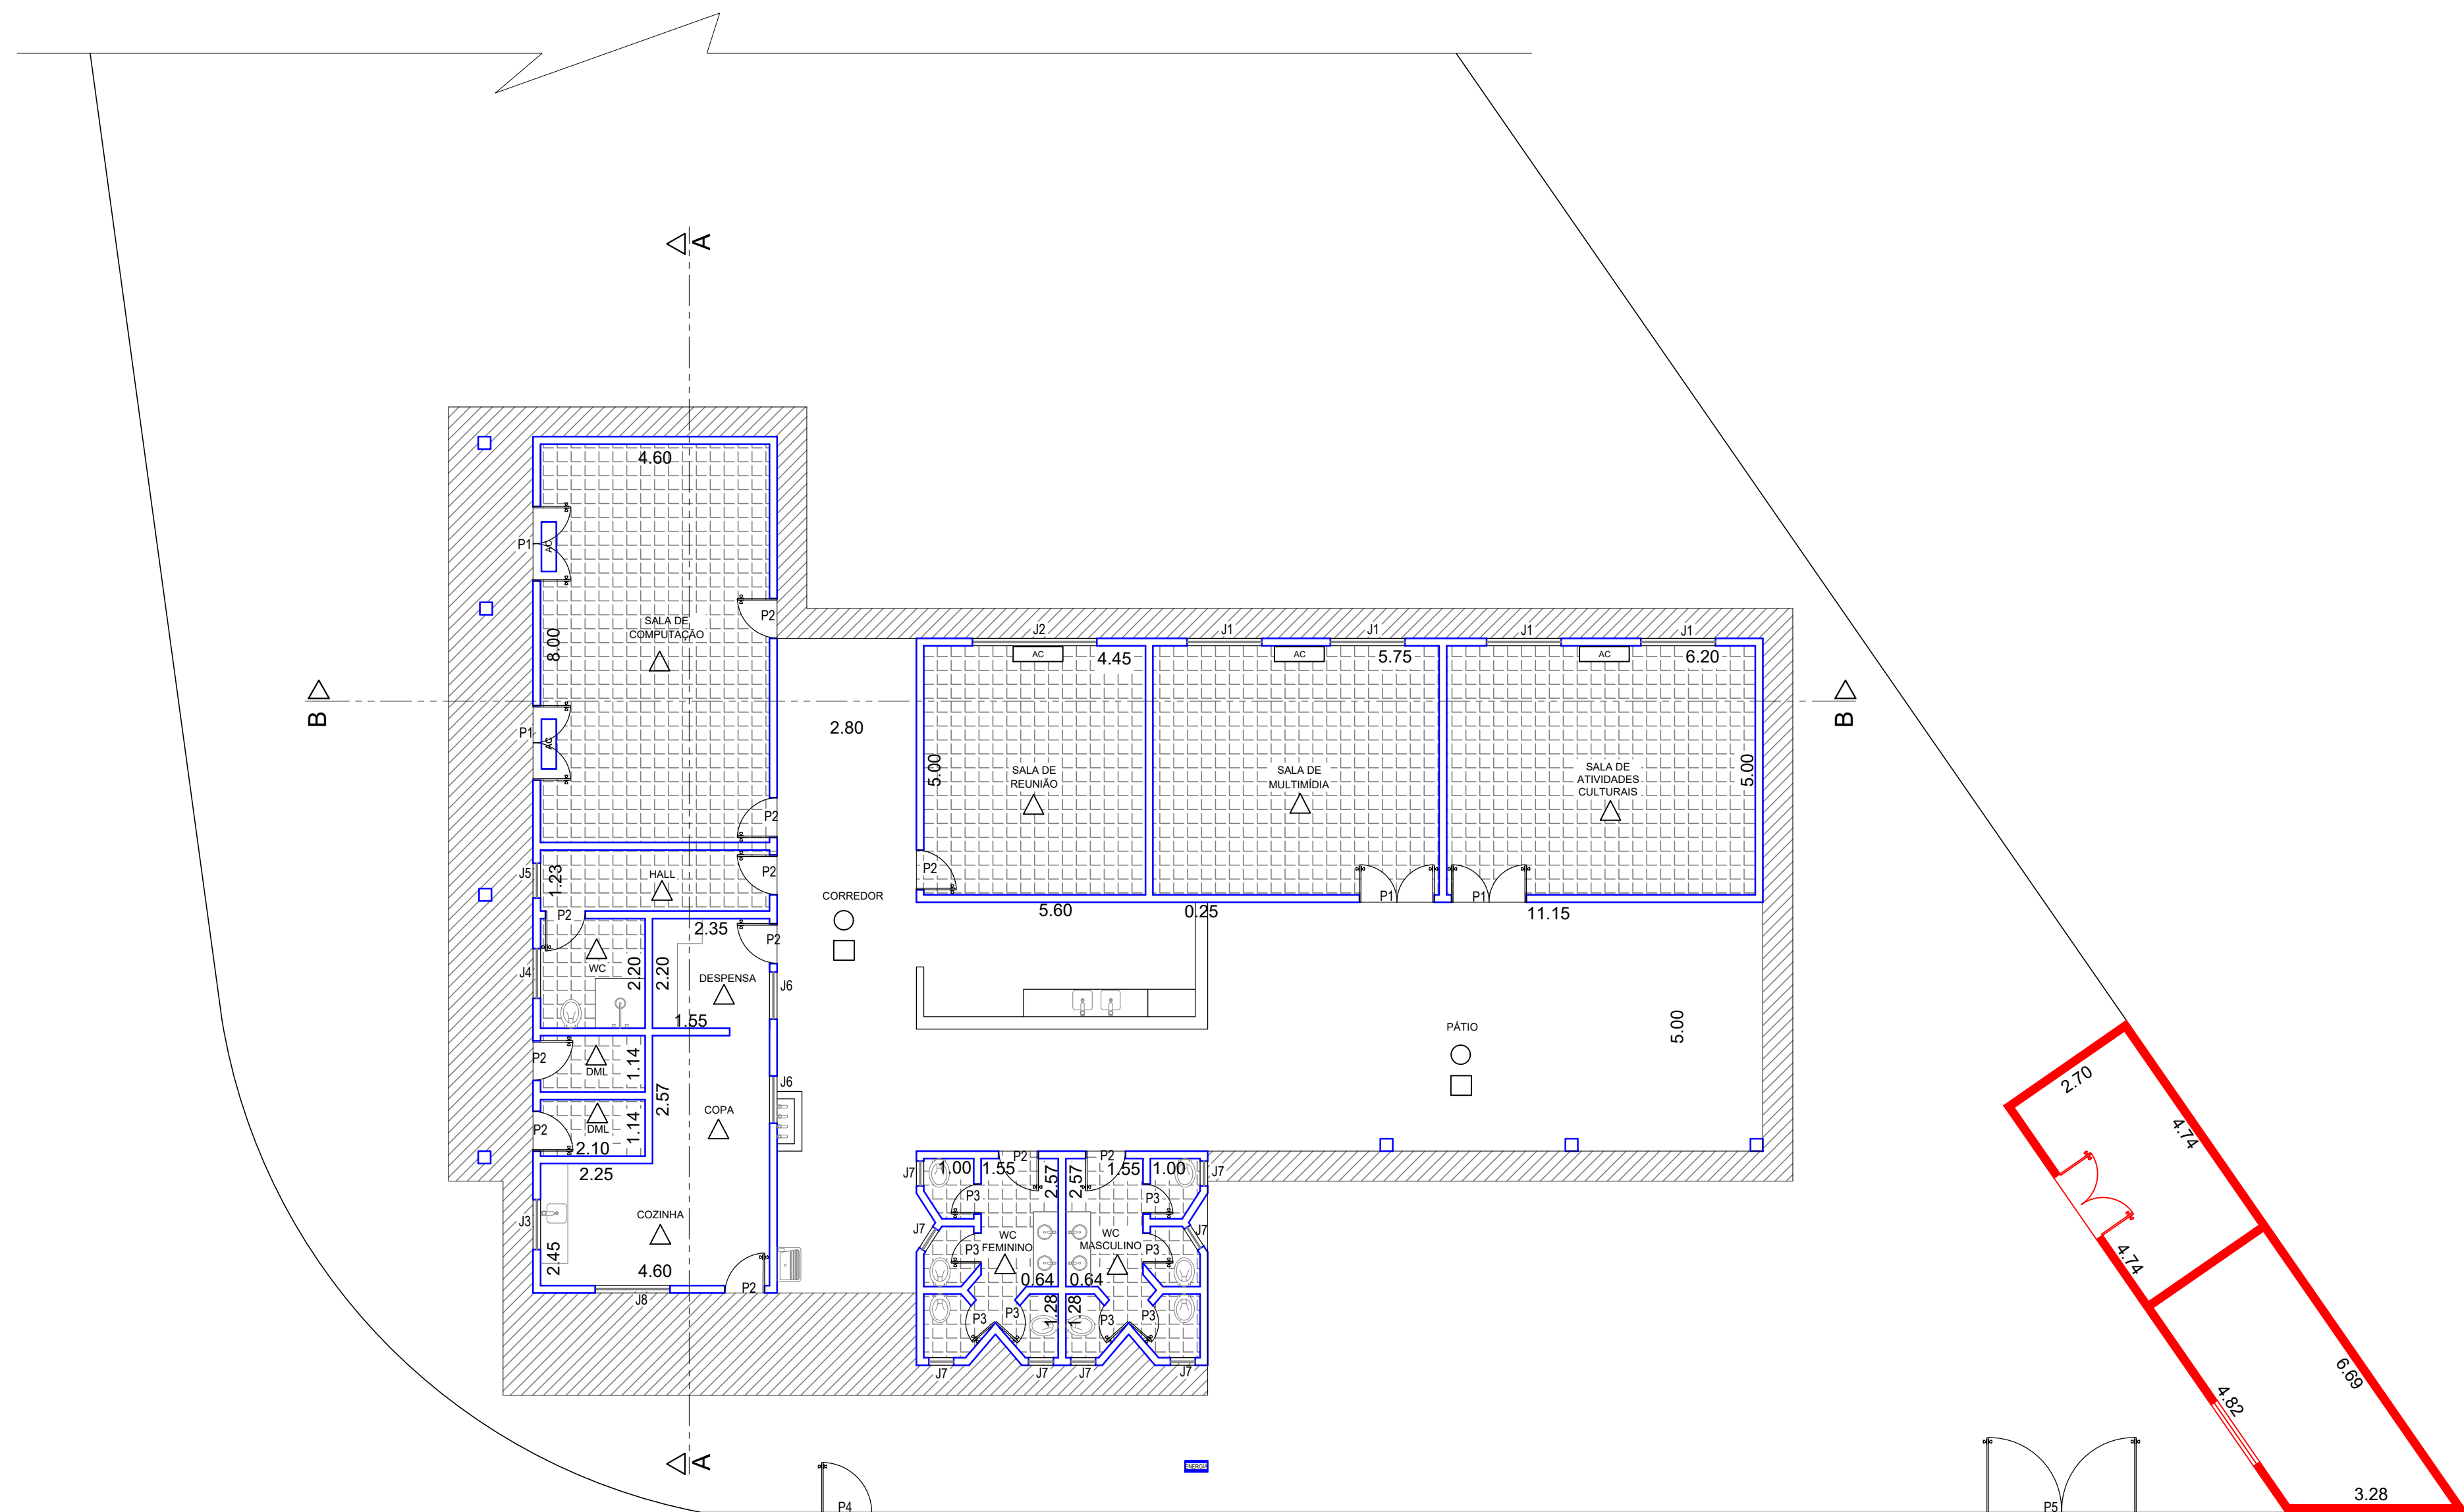 A
4.60
P1
AC
P2
SALA DE
COMPUTAÇÃO
8.00
J2
J1
J1
J1
J1
AC
4.45
AC
5.75
AC
6.20
B
B
P1
AC
2.80
5.00
SALA DE
REUNIÃO
SALA DE
MULTIMÍDIA
SALA DE
ATIVIDADES
CULTURAIS
5.00
P2
J5
1.23
HALL
P2
P2
CORREDOR
P1
P1
5.60
0.25
11.15
P2
2.35
P2
J4
WC
2.20
2.20
DESPENSA
J6
1.55
PÁTIO
5.00
P2
DML
1.14
2.57
J6
COPA
P2
DML
1.14
2.10
2.25
J3
COZINHA
2.45
4.60
J8
P2
J7
1.00
1.55
P2
2.57
2.57
P2
1.55
1.00
J7
P3
P3
J7
WC
FEMININO
WC
MASCULINO
J7
P3
P3
0.64
0.64
P3
P3
1.28
1.28
P3
P3
J7
J7
J7
J7
2.70
4.74
4.74
6.69
4.82
3.28
A
ENERGIA
P4
P5